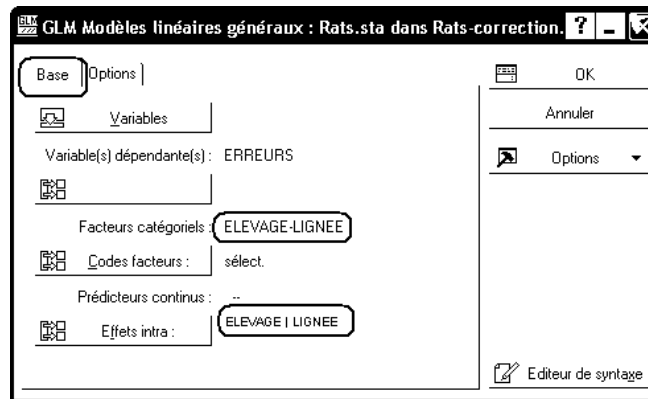 GLM Modèles linéaires généraux : Rats.sta dans Rats-correction.
Base Options
OK
Variables
Annuler
Variable(s) dépendante(s) : ERREURS
Options
Facteurs catégoriels : ELEVAGE-LIGNEE
Codes facteurs : sélect.
Prédicteurs continus : --
Effets intra : ELEVAGE | LIGNEE
Editeur de syntaxe